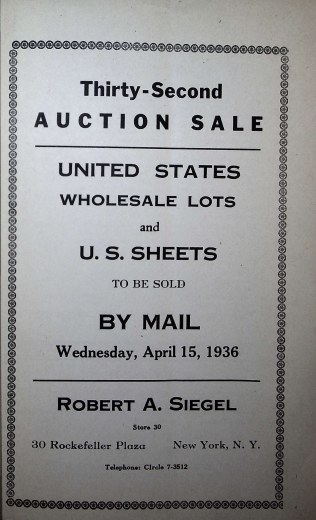 Thirty-Second
AUCTION SALE
UNITED STATES
WHOLESALE LOTS
and
U. S. SHEETS
TO BE SOLD
BY MAIL
Wednesday, April 15, 1936
ROBERT A. SIEGEL
Store 30
30 Rockefeller Plaza New York, N. Y.
Telephone: Circle 7-3512